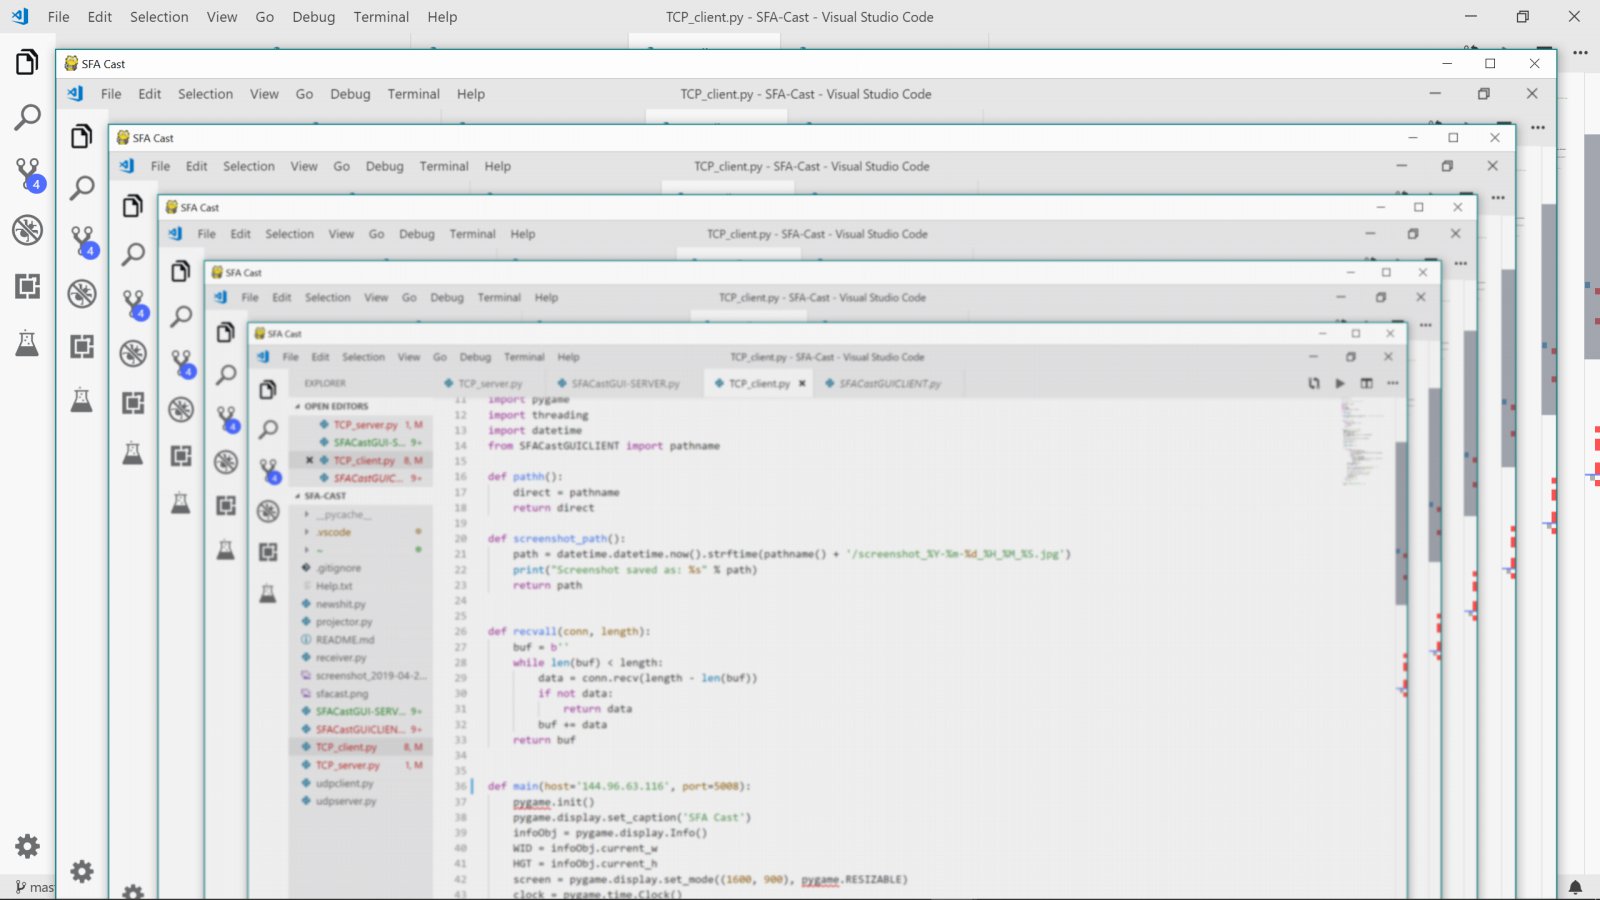 File Edit Selection View Go Debug Terminal Help TCP_client.py - SFA-Cast - Visual Studio Code
SFA Cast
File Edit Selection View Go Debug Terminal Help TCP_client.py - SFA-Cast - Visual Studio Code
SFA Cast
File Edit Selection View Go Debug Terminal Help TCP_client.py - SFA-Cast - Visual Studio Code
SFA Cast
File Edit Selection View Go Debug Terminal Help TCP_client.py - SFA-Cast - Visual Studio Code
SFA Cast
File Edit Selection View Go Debug Terminal Help TCP_client.py - SFA-Cast - Visual Studio Code
SFA Cast
File Edit Selection View Go Debug Terminal Help TCP_client.py - SFA-Cast - Visual Studio Code
EXPLORER TCP_server.py SFACastGUI-SERVER.py TCP_client.py SFACastGUICLIENT.py
OPEN EDITORS
TCP_server.py 1, M
SFACastGUI-S... 9+
TCP_client.py 8, M
SFACastGUIC... 9+
SFA-CAST
__pycache__
.vscode
~
.gitignore
Help.txt
newshit.py
projector.py
README.md
receiver.py
screenshot_2019-04-2...
sfacast.png
SFACastGUI-SERV... 9+
SFACastGUICLIEN... 9+
TCP_client.py 8, M
TCP_server.py 1, M
udpclient.py
udpserver.py
11 import pygame
12 import threading
13 import datetime
14 from SFACastGUICLIENT import pathname
15
16 def pathh():
17 direct = pathname
18 return direct
19
20 def screenshot_path():
21 path = datetime.datetime.now().strftime(pathname() + '/screenshot_%Y-%m-%d_%H_%M_%S.jpg')
22 print("Screenshot saved as: %s" % path)
23 return path
24
25
26 def recvall(conn, length):
27 buf = b''
28 while len(buf) < length:
29 data = conn.recv(length - len(buf))
30 if not data:
31 return data
32 buf += data
33 return buf
34
35
36 def main(host='144.96.63.116', port=5008):
37 pygame.init()
38 pygame.display.set_caption('SFA Cast')
39 infoObj = pygame.display.Info()
40 WID = infoObj.current_w
41 HGT = infoObj.current_h
42 screen = pygame.display.set_mode((1600, 900), pygame.RESIZABLE)
43 clock = pygame.time.Clock()
4
4
4
4
4
4
mas